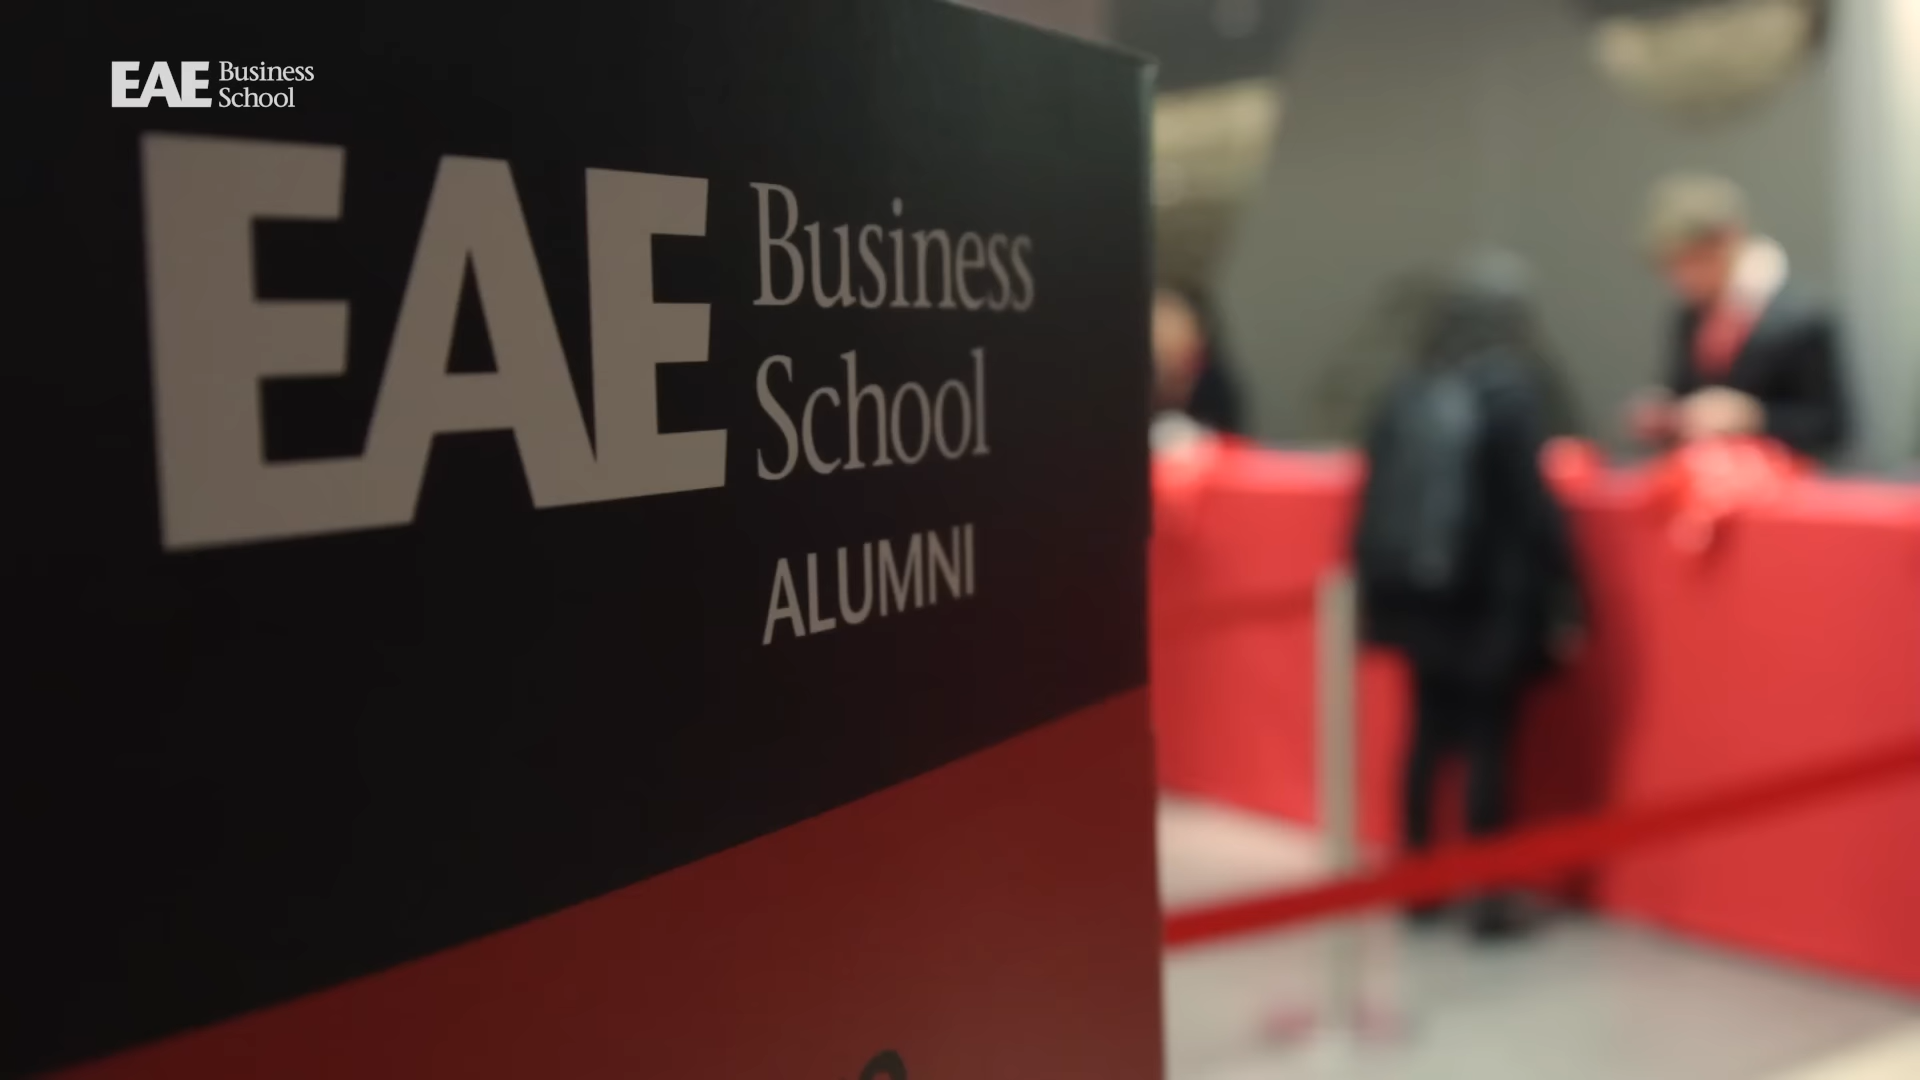 EAE Business
School
EAE Business
School
ALUMNI